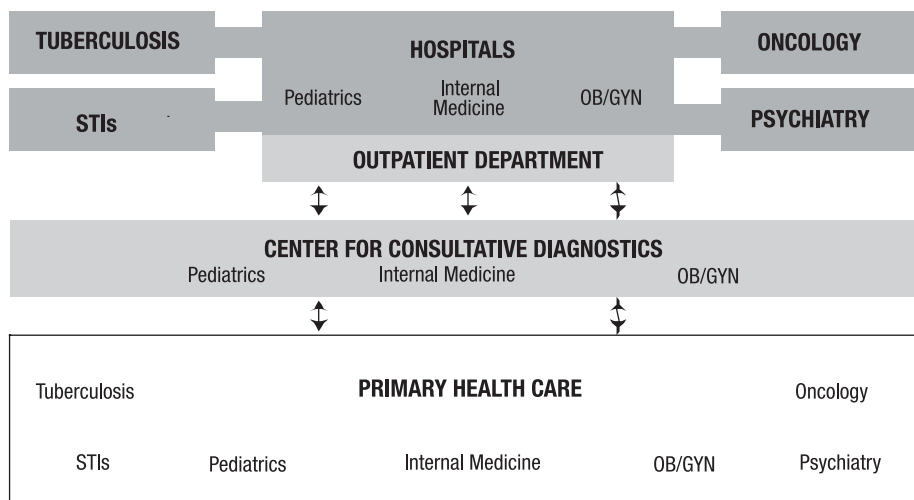 TUBERCULOSIS
HOSPITALS
ONCOLOGY
Pediatrics
Internal
Medicine
OB/GYN
STIs
PSYCHIATRY
OUTPATIENT DEPARTMENT
CENTER FOR CONSULTATIVE DIAGNOSTICS
Pediatrics Internal Medicine OB/GYN
Tuberculosis PRIMARY HEALTH CARE Oncology
STIs Pediatrics Internal Medicine OB/GYN Psychiatry